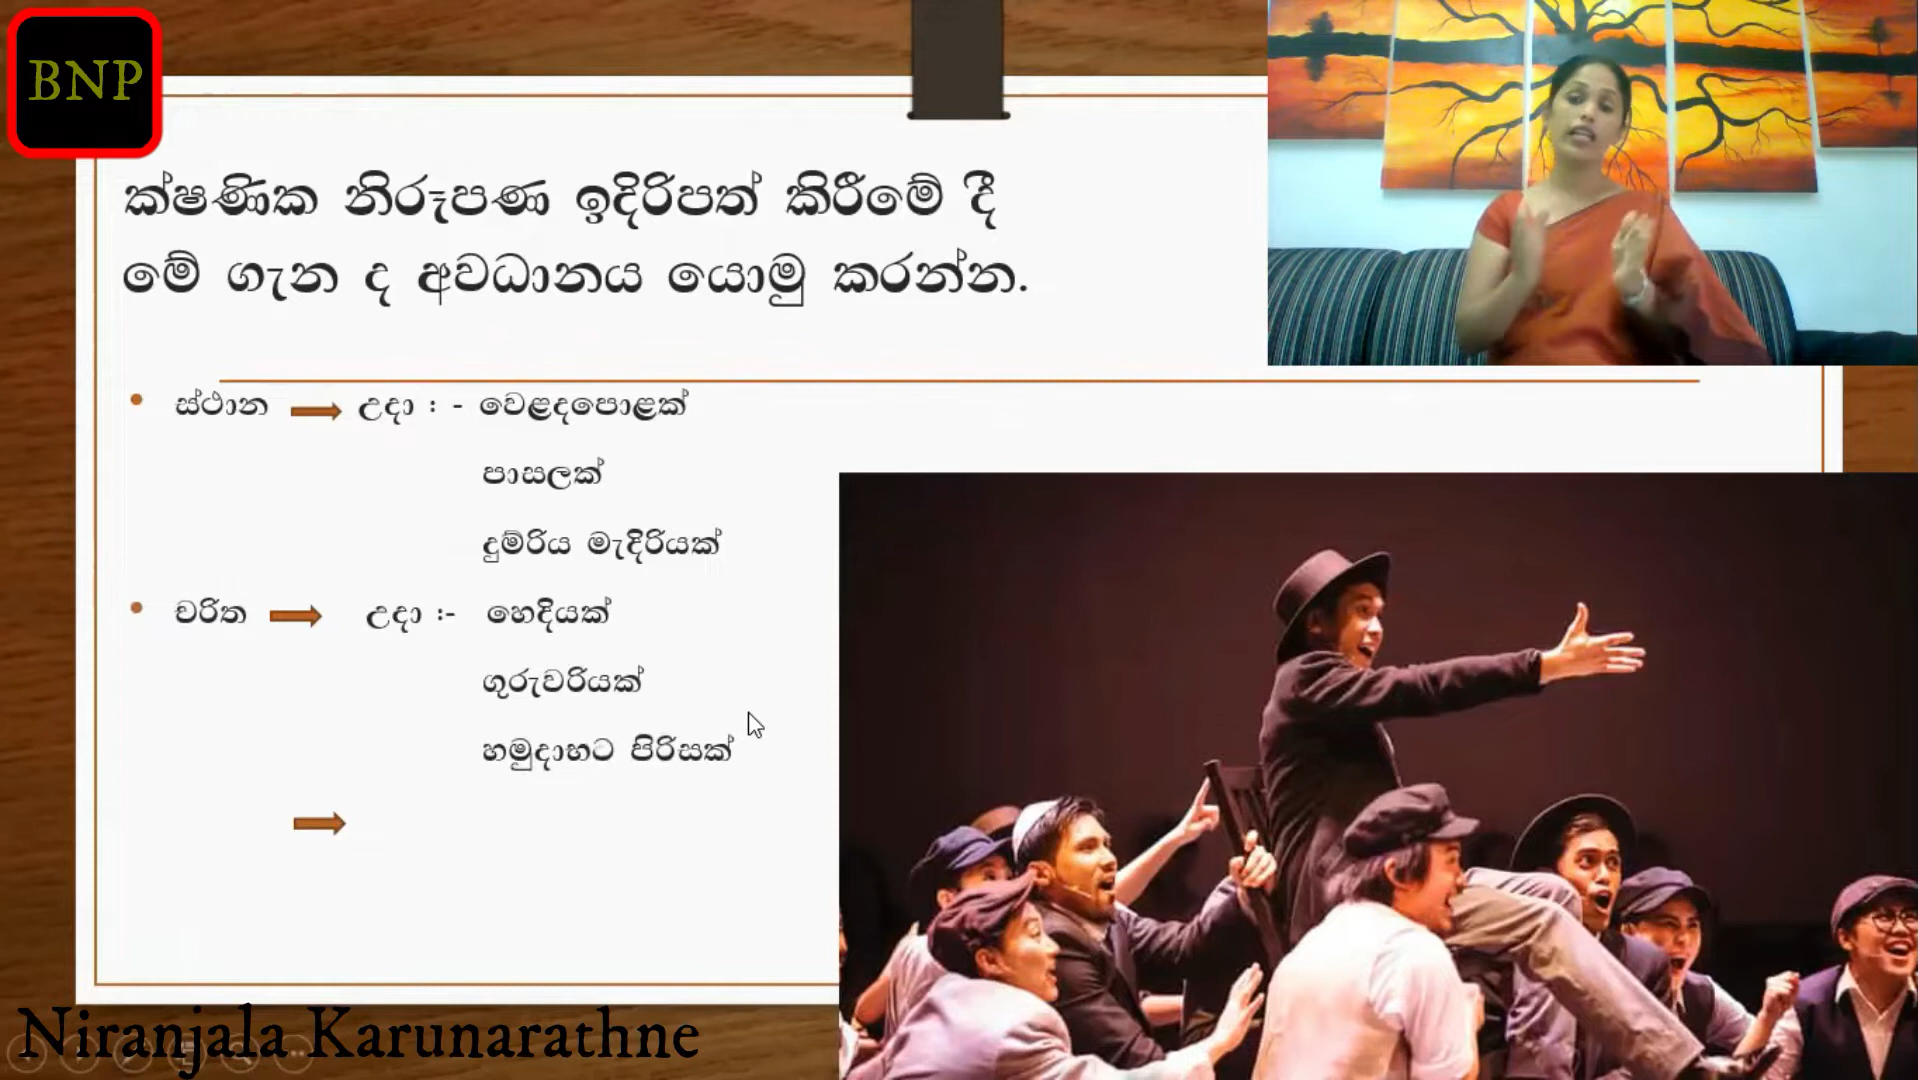 BNP
ක්ෂණික නිරූපණ ඉදිරිපත් කිරීමේ දී
මේ ගැන ද අවධානය යොමු කරන්න.
• ස්ථාන උදා : - වෙළදපොළක්
පාසලක්
දුම්රිය මැදිරියක්
• චරිත උදා :- හෙදියක්
ගුරුවරියක්
හමුදාභට පිරිසක්
Niranjala Karunarathne